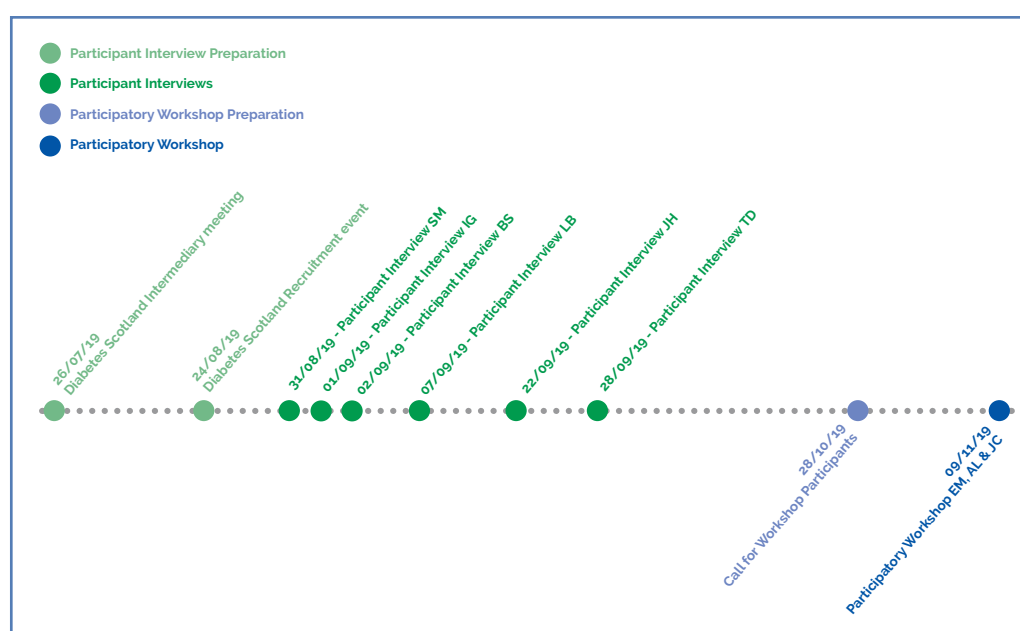 Participant Interview Preparation
Participant Interviews
Participatory Workshop Preparation
Participatory Workshop
26/07/19
Diabetes Scotland Intermediary meeting
24/08/19
Diabetes Scotland Recruitment event
31/08/19 - Participant Interview SM
01/09/19 - Participant Interview IG
02/09/19 - Participant Interview BS
07/09/19 - Participant Interview LB
22/09/19 - Participant Interview JH
28/09/19 - Participant Interview TD
28/10/19
Call for Workshop Participants
09/11/19
Participatory Workshop EM, AL & JC